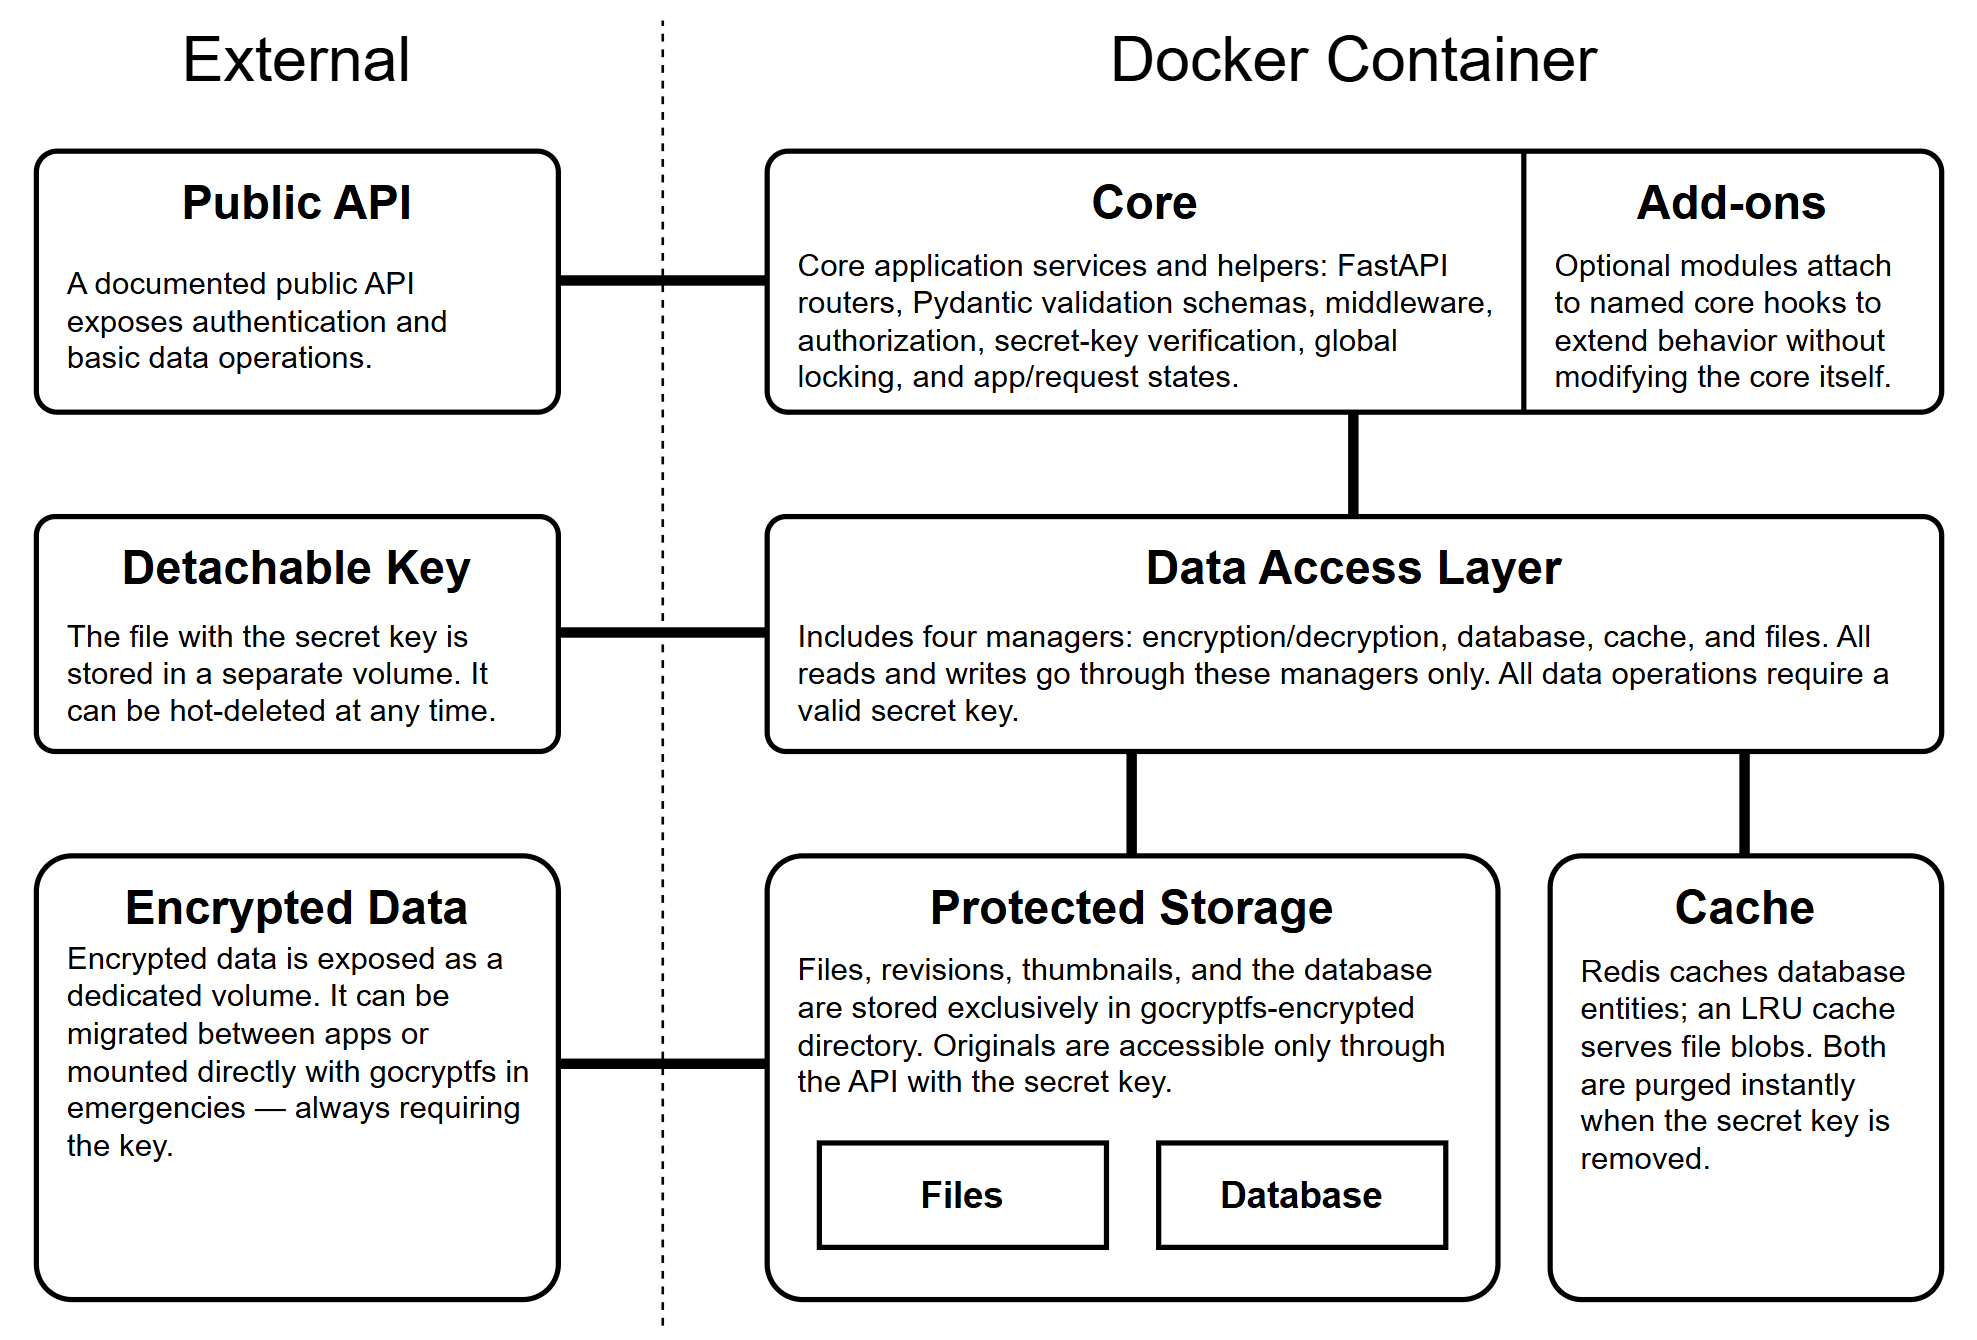 External
Docker Container
Public API
A documented public API
exposes authentication and
basic data operations.
Core
Core application services and helpers: FastAPI
routers, Pydantic validation schemas, middleware,
authorization, secret-key verification, global
locking, and app/request states.
Add-ons
Optional modules attach
to named core hooks to
extend behavior without
modifying the core itself.
Detachable Key
The file with the secret key is
stored in a separate volume. It
can be hot-deleted at any time.
Data Access Layer
Includes four managers: encryption/decryption, database, cache, and files. All
reads and writes go through these managers only. All data operations require a
valid secret key.
Encrypted Data
Encrypted data is exposed as a
dedicated volume. It can be
migrated between apps or
mounted directly with gocryptfs in
emergencies — always requiring
the key.
Protected Storage
Files, revisions, thumbnails, and the database
are stored exclusively in gocryptfs-encrypted
directory. Originals are accessible only through
the API with the secret key.
Files
Database
Cache
Redis caches database
entities; an LRU cache
serves file blobs. Both
are purged instantly
when the secret key is
removed.